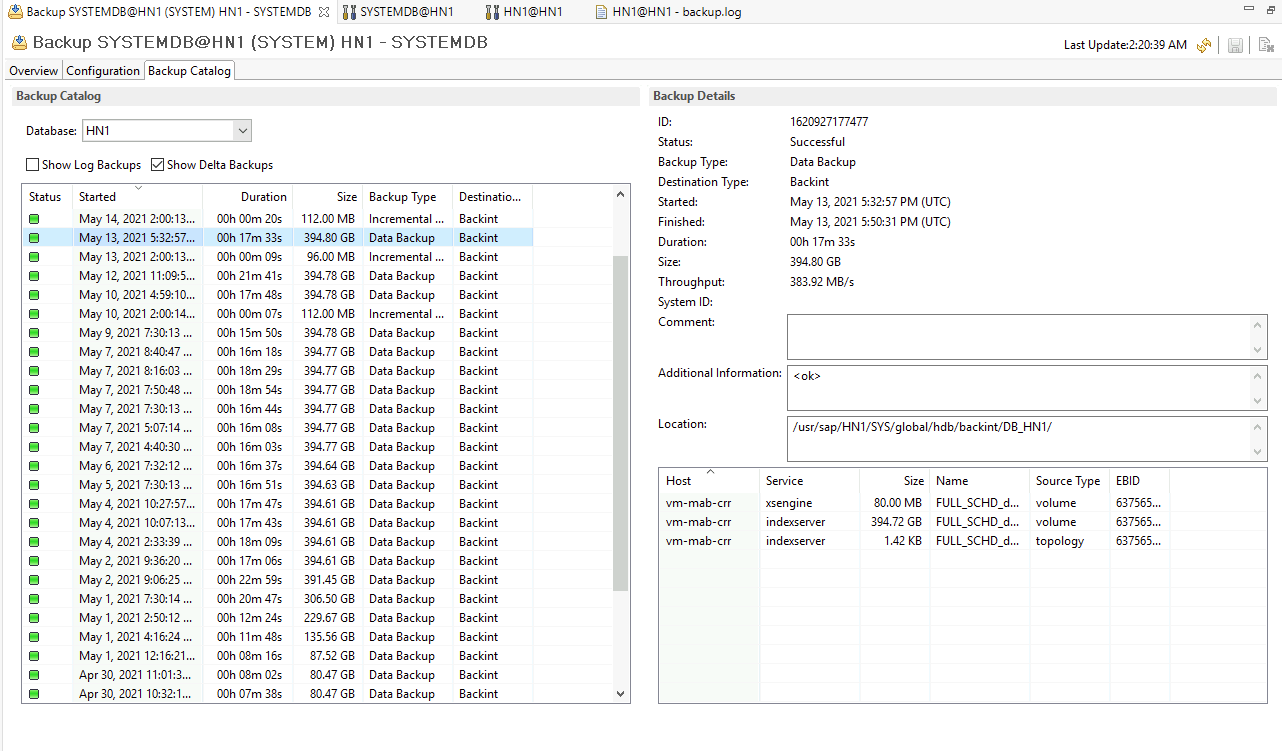 Backup SYSTEMDB@HN1 (SYSTEM) HN1 - SYSTEMDB SYSTEMDB@HN1 HN1@HN1 HN1@HN1 - backup.log
Backup SYSTEMDB@HN1 (SYSTEM) HN1 - SYSTEMDB Last Update:2:20:39 AM
Overview Configuration Backup Catalog
Backup Catalog
Database: HN1
Show Log Backups Show Delta Backups
Status Started Duration Size Backup Type Destinatio...
May 14, 2021 2:00:13... 00h 00m 20s 112.00 MB Incremental ... Backint
May 13, 2021 5:32:57... 00h 17m 33s 394.80 GB Data Backup Backint
May 13, 2021 2:00:13... 00h 00m 09s 96.00 MB Incremental ... Backint
May 12, 2021 11:09:5... 00h 21m 41s 394.78 GB Data Backup Backint
May 10, 2021 4:59:10... 00h 17m 48s 394.78 GB Data Backup Backint
May 10, 2021 2:00:14... 00h 00m 07s 112.00 MB Incremental ... Backint
May 9, 2021 7:30:13 ... 00h 15m 50s 394.78 GB Data Backup Backint
May 7, 2021 8:40:47 ... 00h 16m 18s 394.77 GB Data Backup Backint
May 7, 2021 8:16:03 ... 00h 18m 29s 394.77 GB Data Backup Backint
May 7, 2021 7:50:48 ... 00h 18m 54s 394.77 GB Data Backup Backint
May 7, 2021 7:30:13 ... 00h 16m 44s 394.77 GB Data Backup Backint
May 7, 2021 5:07:14 ... 00h 16m 08s 394.77 GB Data Backup Backint
May 7, 2021 4:40:30 ... 00h 16m 03s 394.77 GB Data Backup Backint
May 6, 2021 7:32:12 ... 00h 16m 37s 394.64 GB Data Backup Backint
May 5, 2021 7:30:13 ... 00h 16m 51s 394.63 GB Data Backup Backint
May 4, 2021 10:27:57... 00h 17m 47s 394.61 GB Data Backup Backint
May 4, 2021 10:07:13... 00h 17m 43s 394.61 GB Data Backup Backint
May 4, 2021 2:33:39 ... 00h 18m 09s 394.61 GB Data Backup Backint
May 2, 2021 9:36:20 ... 00h 17m 06s 394.61 GB Data Backup Backint
May 2, 2021 9:06:25 ... 00h 22m 59s 391.45 GB Data Backup Backint
May 1, 2021 7:30:14 ... 00h 20m 47s 306.50 GB Data Backup Backint
May 1, 2021 2:50:12 ... 00h 12m 24s 229.67 GB Data Backup Backint
May 1, 2021 4:16:24 ... 00h 11m 48s 135.56 GB Data Backup Backint
May 1, 2021 12:16:21... 00h 08m 16s 87.52 GB Data Backup Backint
Apr 30, 2021 11:01:3... 00h 08m 02s 80.47 GB Data Backup Backint
Apr 30, 2021 10:32:1... 00h 07m 38s 80.47 GB Data Backup Backint
Backup Details
ID: 1620927177477
Status: Successful
Backup Type: Data Backup
Destination Type: Backint
Started: May 13, 2021 5:32:57 PM (UTC)
Finished: May 13, 2021 5:50:31 PM (UTC)
Duration: 00h 17m 33s
Size: 394.80 GB
Throughput: 383.92 MB/s
System ID:
Comment:
Additional Information: <ok>
Location: /usr/sap/HN1/SYS/global/hdb/backint/DB_HN1/
Host Service Size Name Source Type EBID
vm-mab-crr xsengine 80.00 MB FULL_SCHD_d... volume 637565...
vm-mab-crr indexserver 394.72 GB FULL_SCHD_d... volume 637565...
vm-mab-crr indexserver 1.42 KB FULL_SCHD_d... topology 637565...